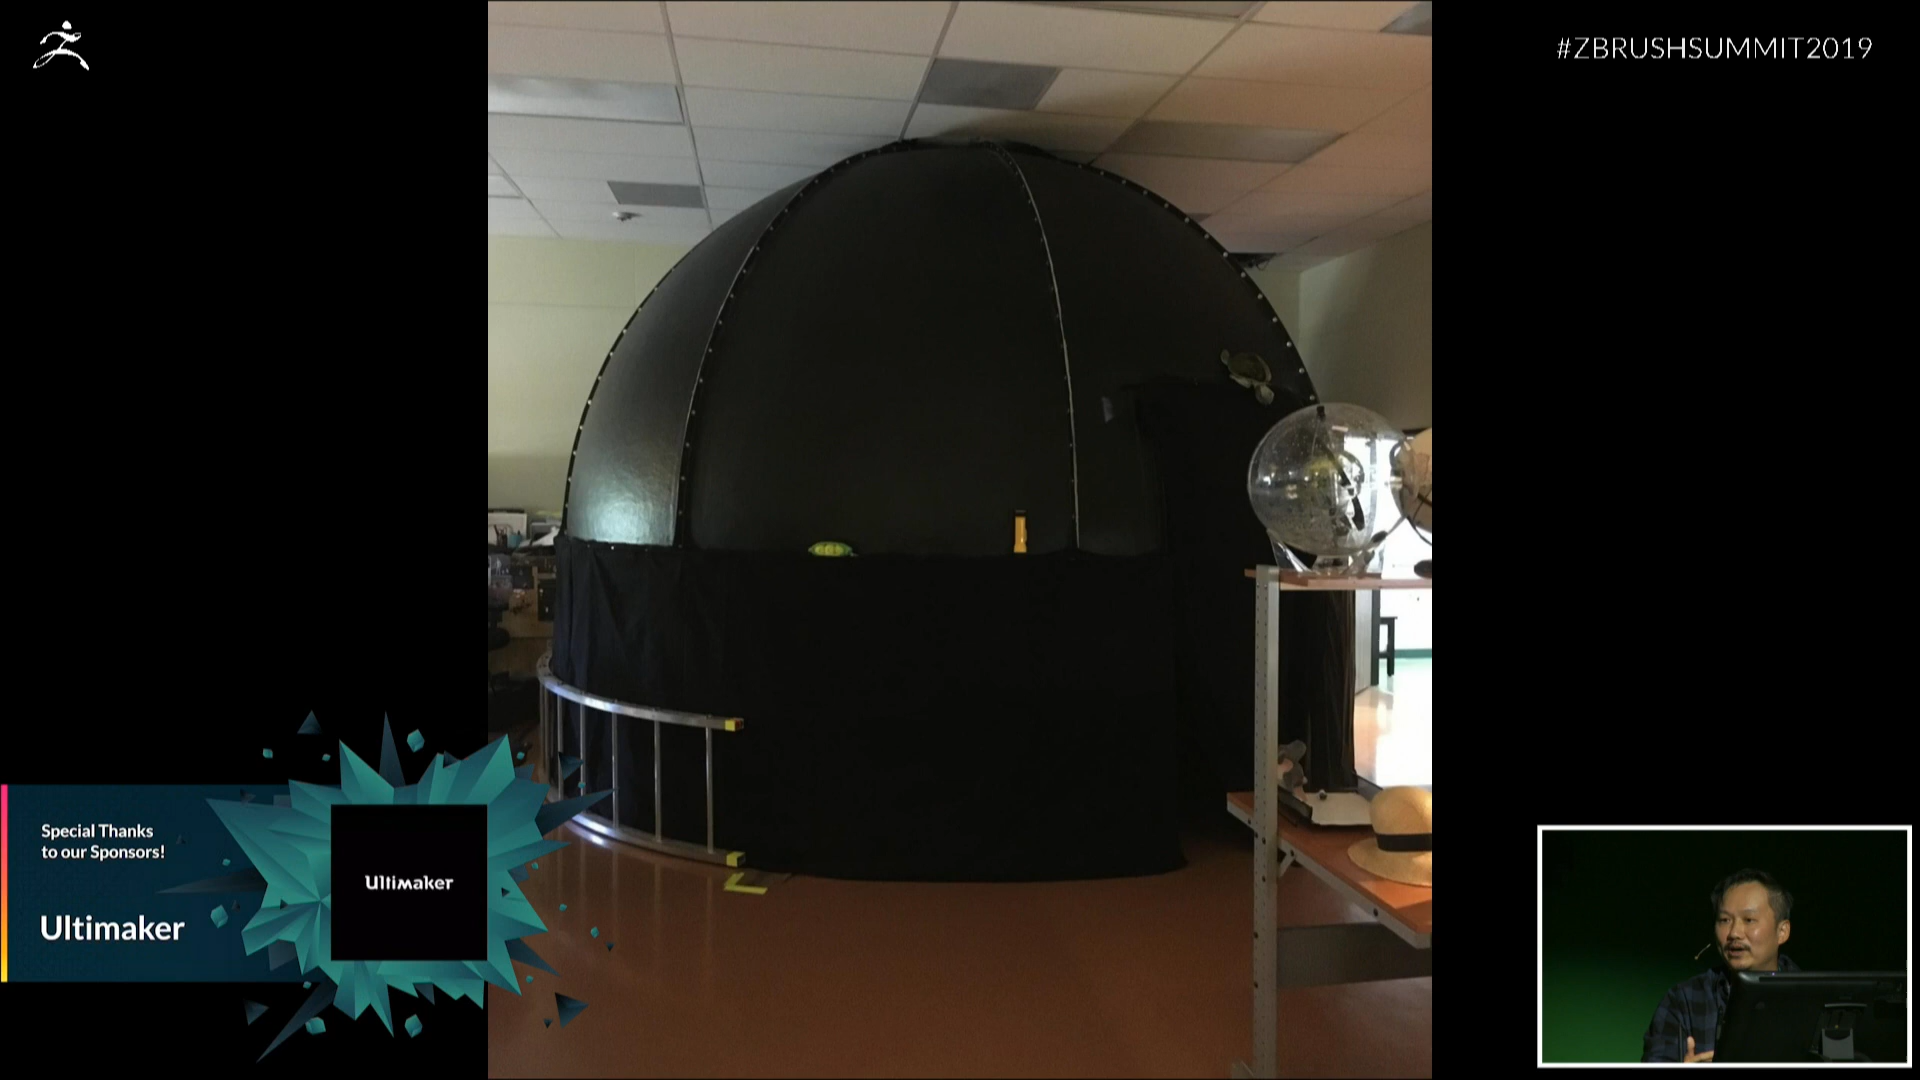 #ZBRUSHSUMMIT2019
Special Thanks
to our Sponsors!
Ultimaker
Ultimaker